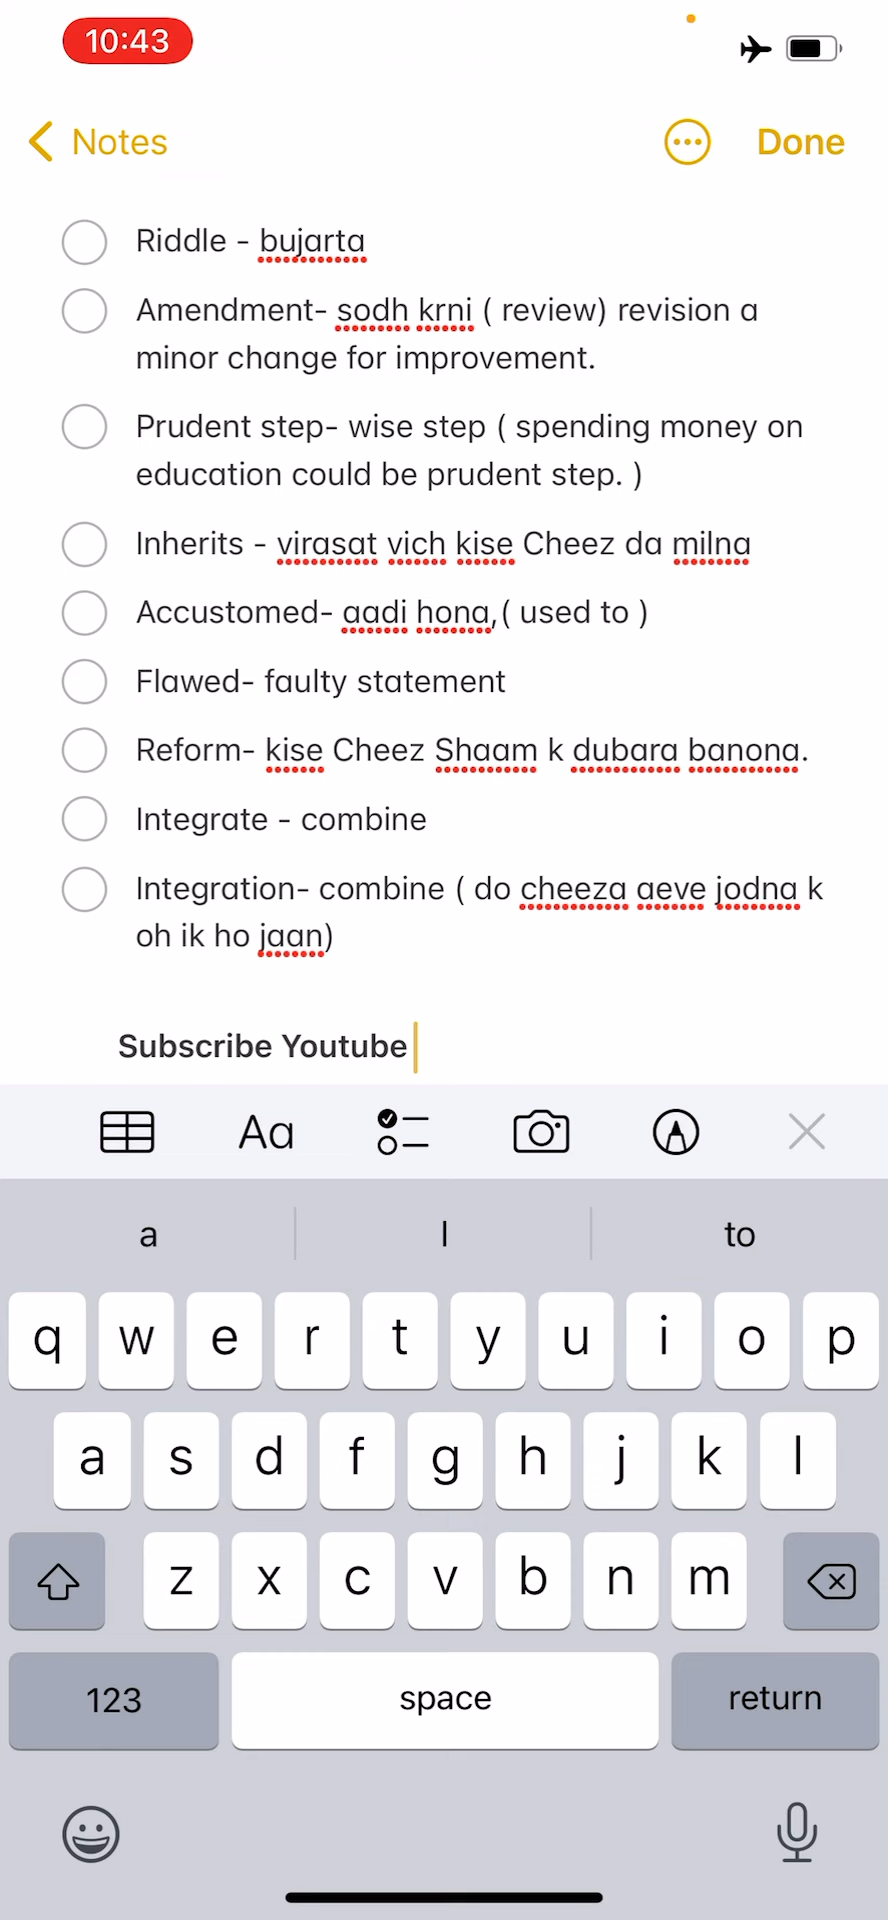 10:43
Notes
Done
Riddle - bujarta
Amendment- sodh krni ( review) revision a
minor change for improvement.
Prudent step- wise step ( spending money on
education could be prudent step. )
Inherits - virasat vich kise Cheez da milna
Accustomed- aadi hona,( used to )
Flawed- faulty statement
Reform- kise Cheez Shaam k dubara banona.
Integrate - combine
Integration- combine ( do cheeza aeve jodna k
oh ik ho jaan)
Subscribe Youtube
Aa
a I to
q w e r t y u i o p
a s d f g h j k l
z x c v b n m
123 space return